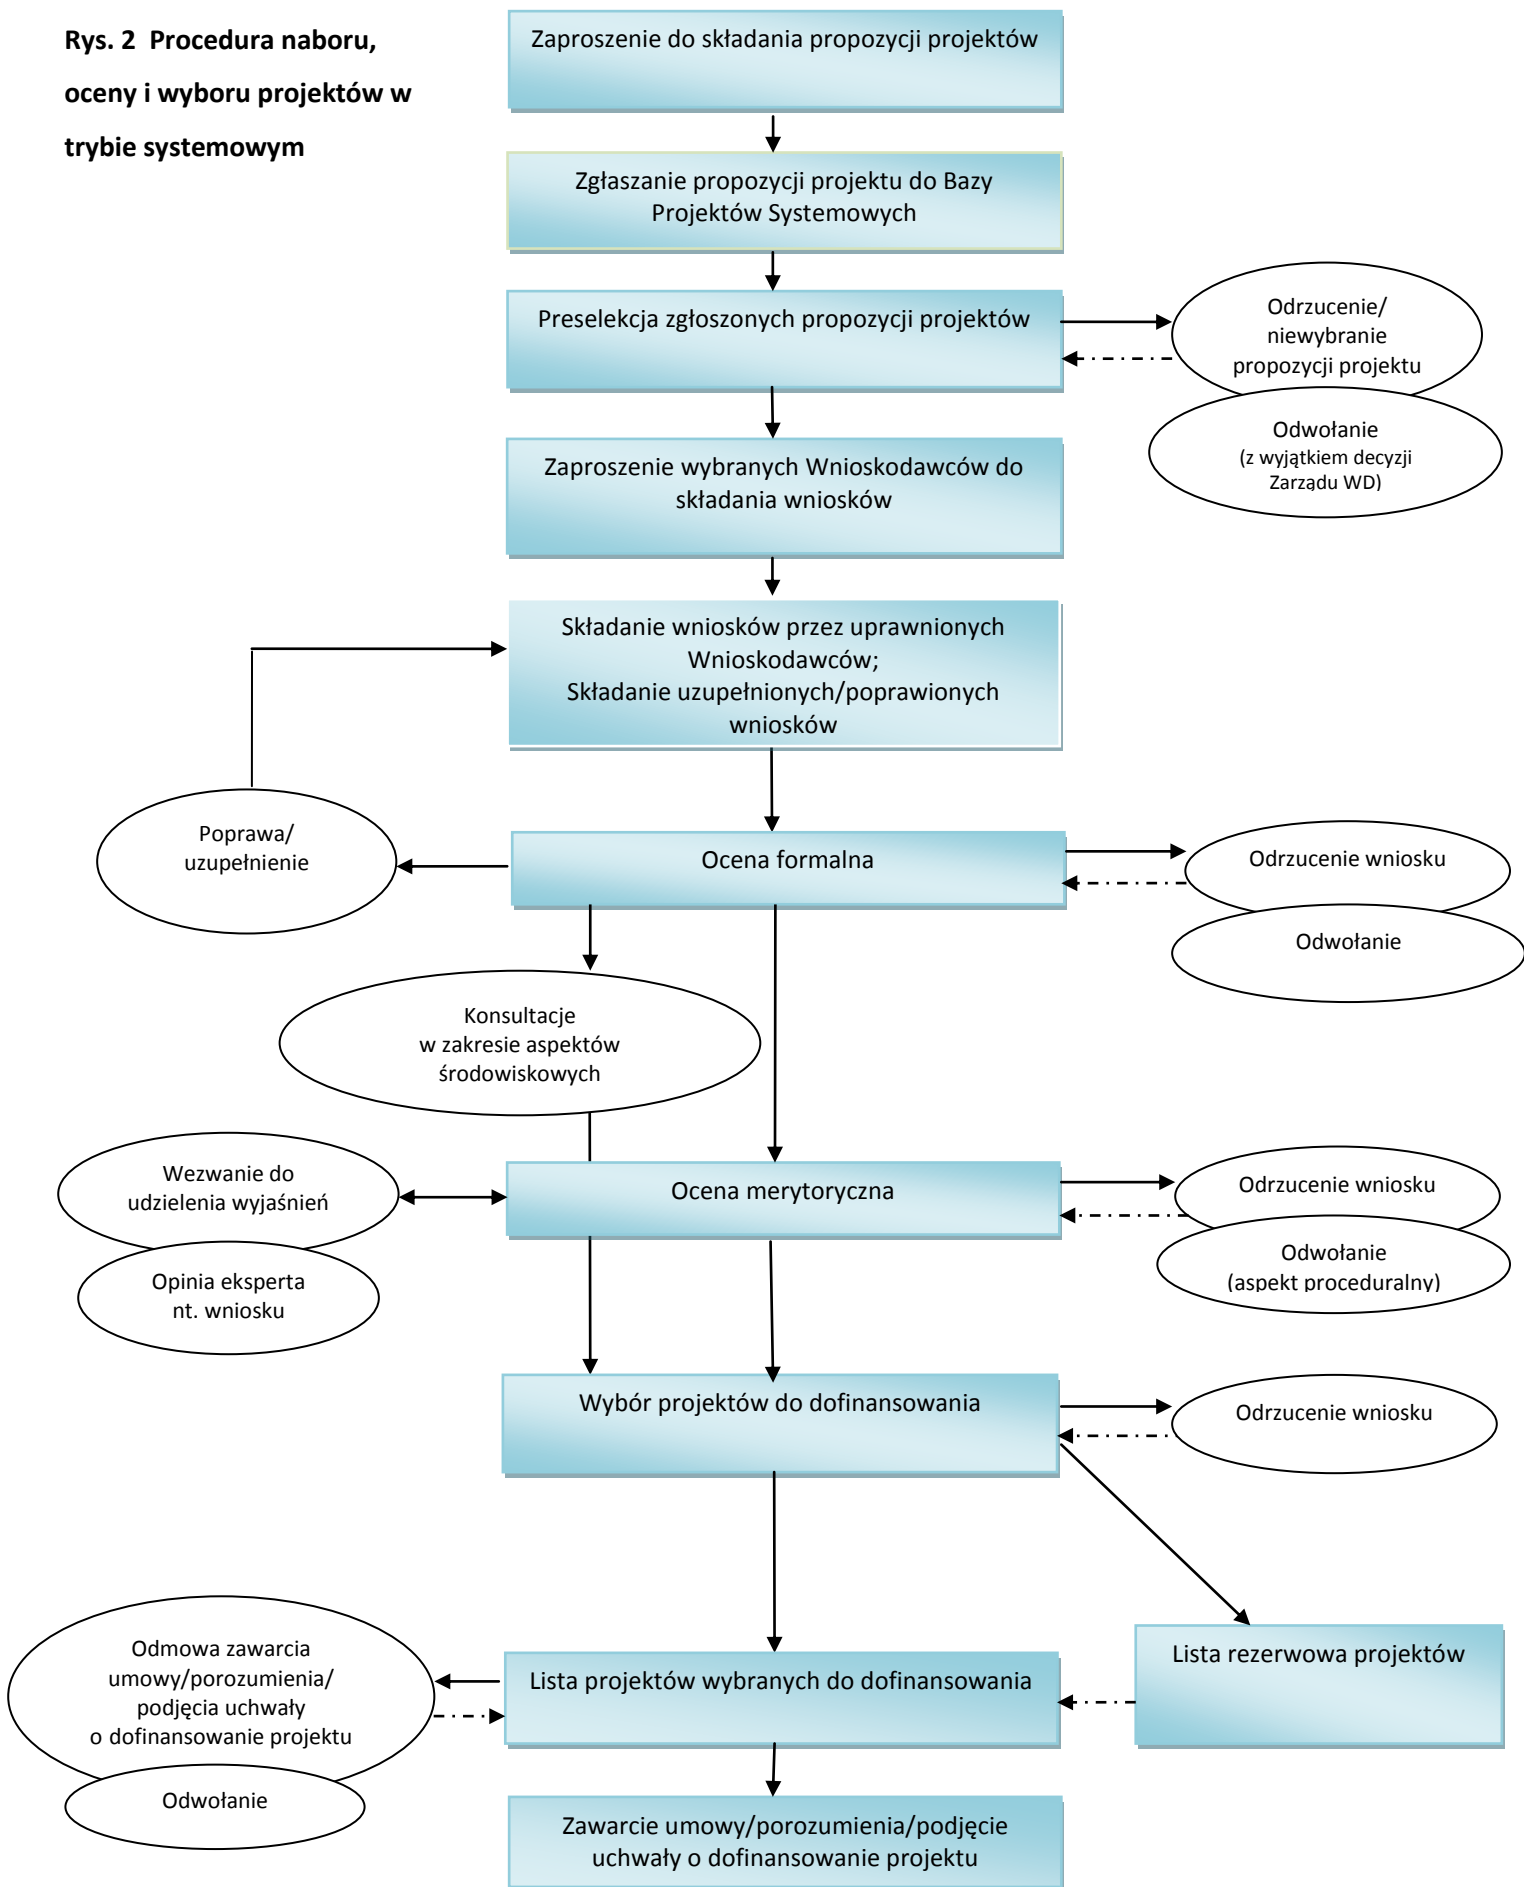 Rys. 2  Procedura naboru,
oceny i wyboru projektów w
trybie systemowym
Zaproszenie do składania propozycji projektów
Zgłaszanie propozycji projektu do Bazy
Projektów Systemowych
Preselekcja zgłoszonych propozycji projektów
Odrzucenie/
niewybranie
propozycji projektu
Odwołanie
(z wyjątkiem decyzji
Zarządu WD)
Zaproszenie wybranych Wnioskodawców do
składania wniosków
Składanie wniosków przez uprawnionych
Wnioskodawców;
Składanie uzupełnionych/poprawionych
wniosków
Poprawa/
uzupełnienie
Ocena formalna
Odrzucenie wniosku
Odwołanie
Konsultacje
w zakresie aspektów
środowiskowych
Wezwanie do
udzielenia wyjaśnień
Opinia eksperta
nt. wniosku
Ocena merytoryczna
Odrzucenie wniosku
Odwołanie
(aspekt proceduralny)
Wybór projektów do dofinansowania
Odrzucenie wniosku
Odmowa zawarcia
umowy/porozumienia/
podjęcia uchwały
o dofinansowanie projektu
Odwołanie
Lista projektów wybranych do dofinansowania
Lista rezerwowa projektów
Zawarcie umowy/porozumienia/podjęcie
uchwały o dofinansowanie projektu